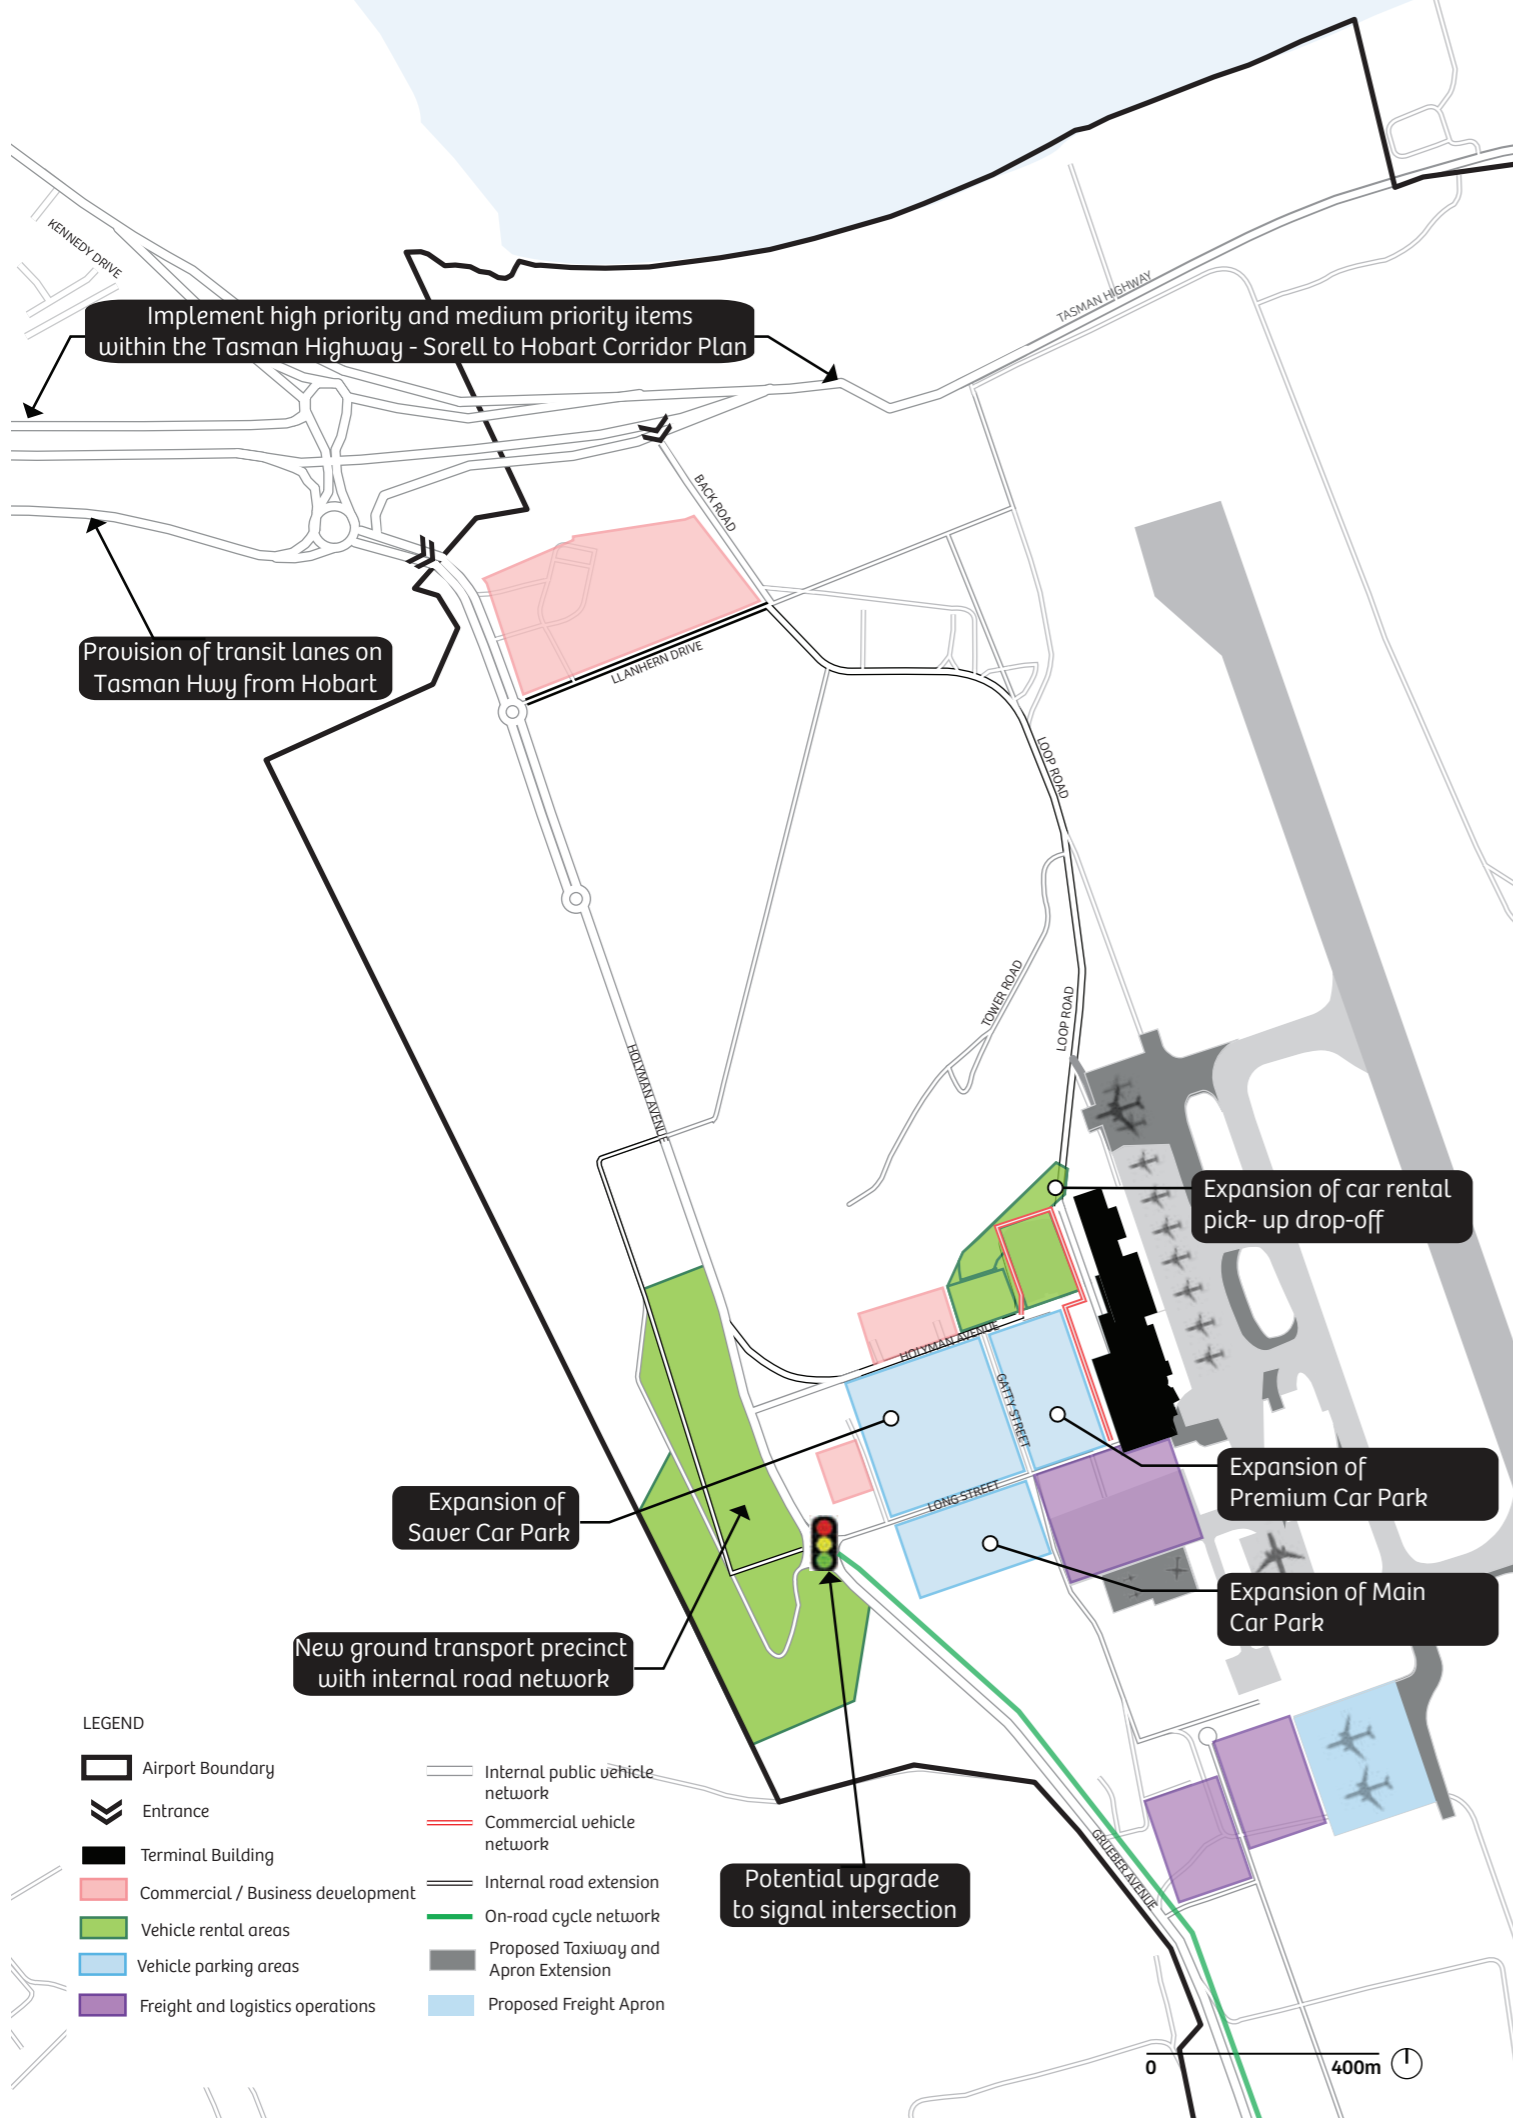 KENNEDY DRIVE
TASMAN HIGHWAY
Implement high priority and medium priority items
within the Tasman Highway - Sorell to Hobart Corridor Plan
BACK ROAD
Provision of transit lanes on
Tasman Hwy from Hobart
LLANHERN DRIVE
LOOP ROAD
TOWER ROAD
LOOP ROAD
HOLYMAN AVENUE
Expansion of car rental
pick- up drop-off
HOLYMAN AVENUE
GATTY STREET
Expansion of
Premium Car Park
Expansion of
Saver Car Park
LONG STREET
Expansion of Main
Car Park
New ground transport precinct
with internal road network
Potential upgrade
to signal intersection
GRUEBER AVENUE
LEGEND
Airport Boundary
Entrance
Terminal Building
Commercial / Business development
Vehicle rental areas
Vehicle parking areas
Freight and logistics operations
Internal public vehicle
network
Commercial vehicle
network
Internal road extension
On-road cycle network
Proposed Taxiway and
Apron Extension
Proposed Freight Apron
0 400m